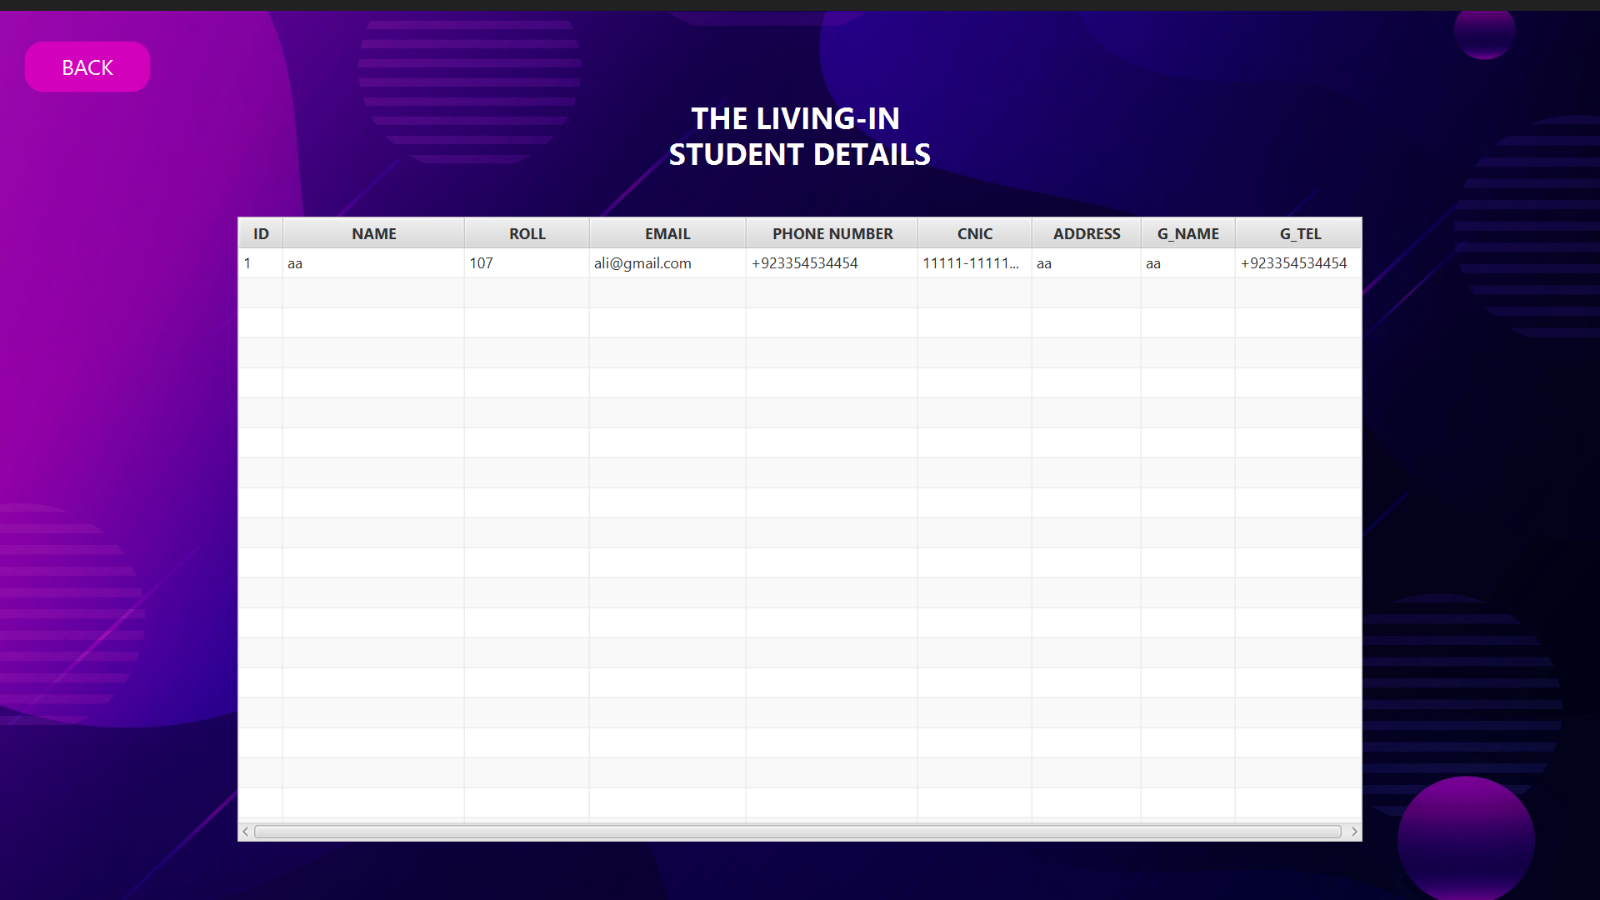 BACK
THE LIVING-IN
STUDENT DETAILS
ID NAME ROLL EMAIL PHONE NUMBER CNIC ADDRESS G_NAME G_TEL
1 aa 107 ali@gmail.com +923354534454 11111-11111... aa aa +923354534454